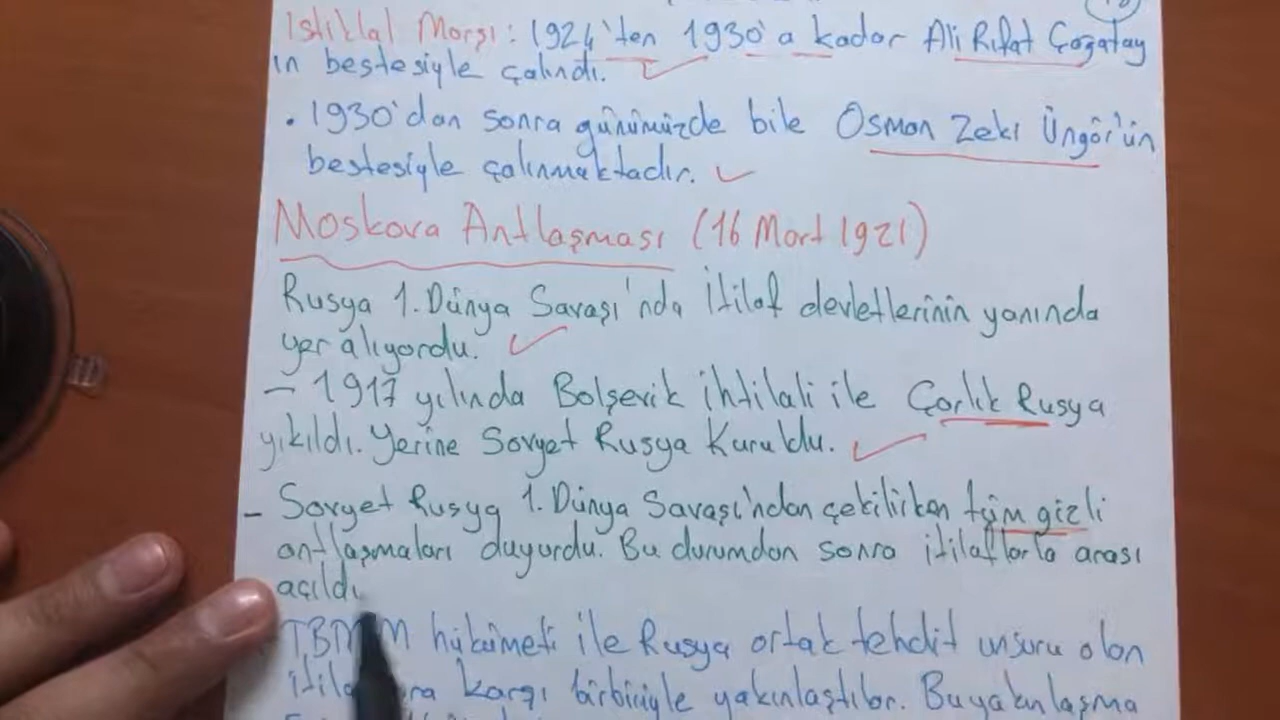 İstiklal Marşı: 1924'ten 1930'a kadar Ali Rıfat Çağatay
ın bestesiyle çalındı.
• 1930'dan sonra günümüzde bile Osman Zeki Üngör'ün
bestesiyle çalınmaktadır.
Moskova Antlaşması (16 Mart 1921)
Rusya 1. Dünya Savaşı'nda İtilaf devletlerinin yanında
yer alıyordu.
– 1917 yılında Bolşevik ihtilali ile Çarlık Rusya
yıkıldı. Yerine Sovyet Rusya Kuruldu.
– Sovyet Rusya 1. Dünya Savaşı'ndan çekilirken tüm gizli
antlaşmaları duyurdu. Bu durumdan sonra itilaflarla arası
açıldı
TBMM hükümeti ile Rusya ortak tehdit unsuru olan
karşı birbiriyle yakınlaştılar. Bu yakınlaşma